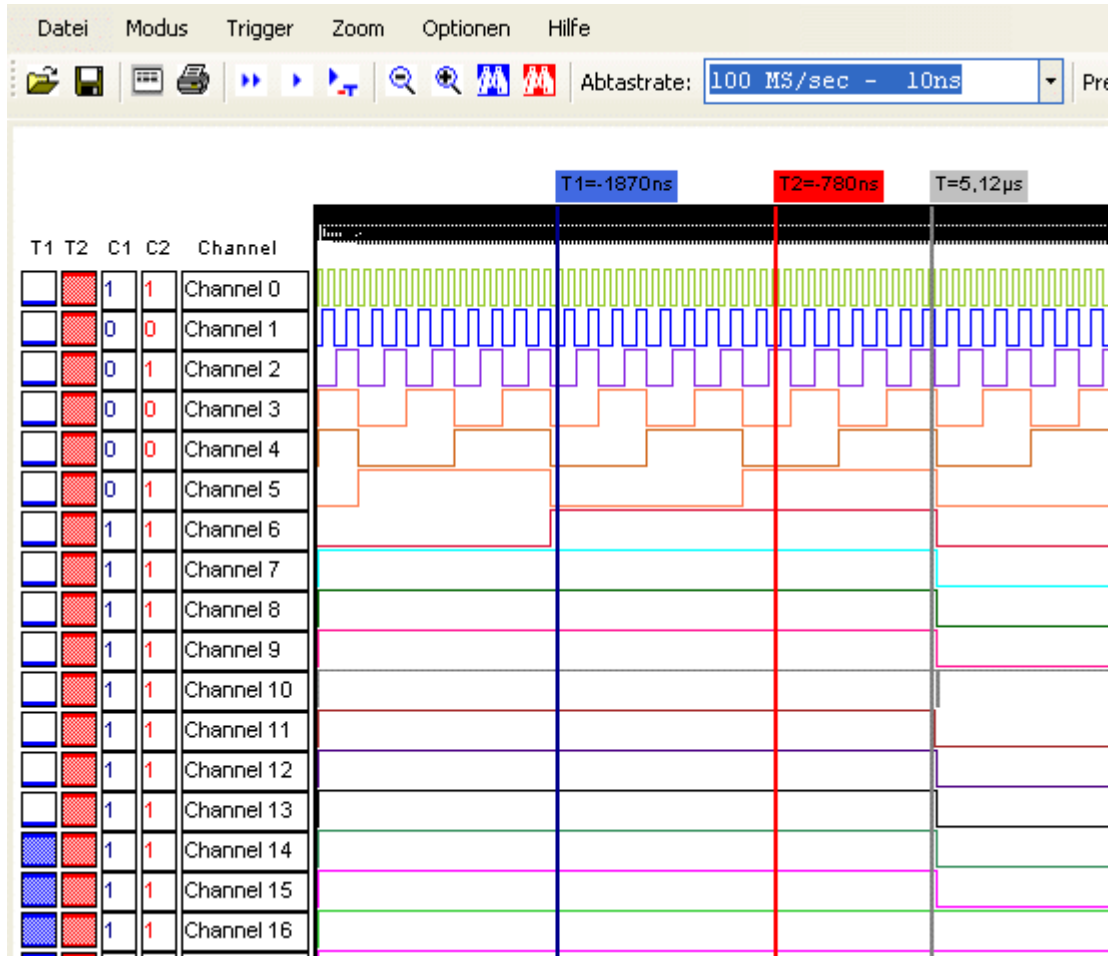 Datei Modus Trigger Zoom Optionen Hilfe
Abtastrate: 100 MS/sec - 10ns Pre
T1=-1870ns T2=-780ns T=5,12µs
T1 T2 C1 C2 Channel
1 1 Channel 0
0 0 Channel 1
0 1 Channel 2
0 0 Channel 3
0 0 Channel 4
0 1 Channel 5
1 1 Channel 6
1 1 Channel 7
1 1 Channel 8
1 1 Channel 9
1 1 Channel 10
1 1 Channel 11
1 1 Channel 12
1 1 Channel 13
1 1 Channel 14
1 1 Channel 15
1 1 Channel 16